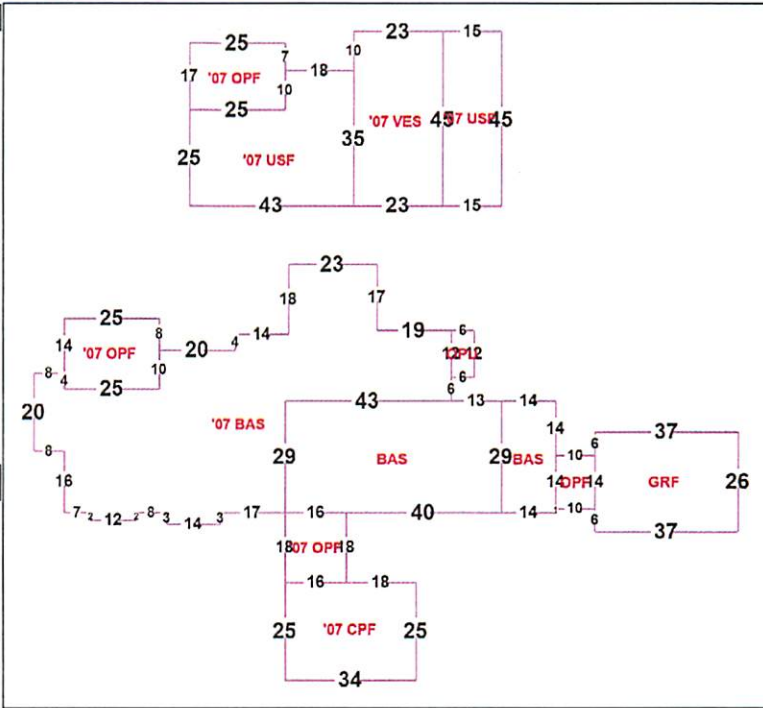 25 23 15
7 10
17 '07 OPF 18
10
25
'07 VES 45 45
25 35
'07 USF
43 23 15
23
18 17
25 19 6
8 14
14 '07 OPF 20 4 12 12
8 4 10 6
25 6
20 43 13 14
'07 BAS 14
8 29 BAS 29 BAS 10 6 37
16 OPF 14 GRF 26
14 10
7 2 12 2 8 3 14 3 17 16 40 14 6 37
18 '07 OPF 18
16 18
25 '07 CPF 25
34